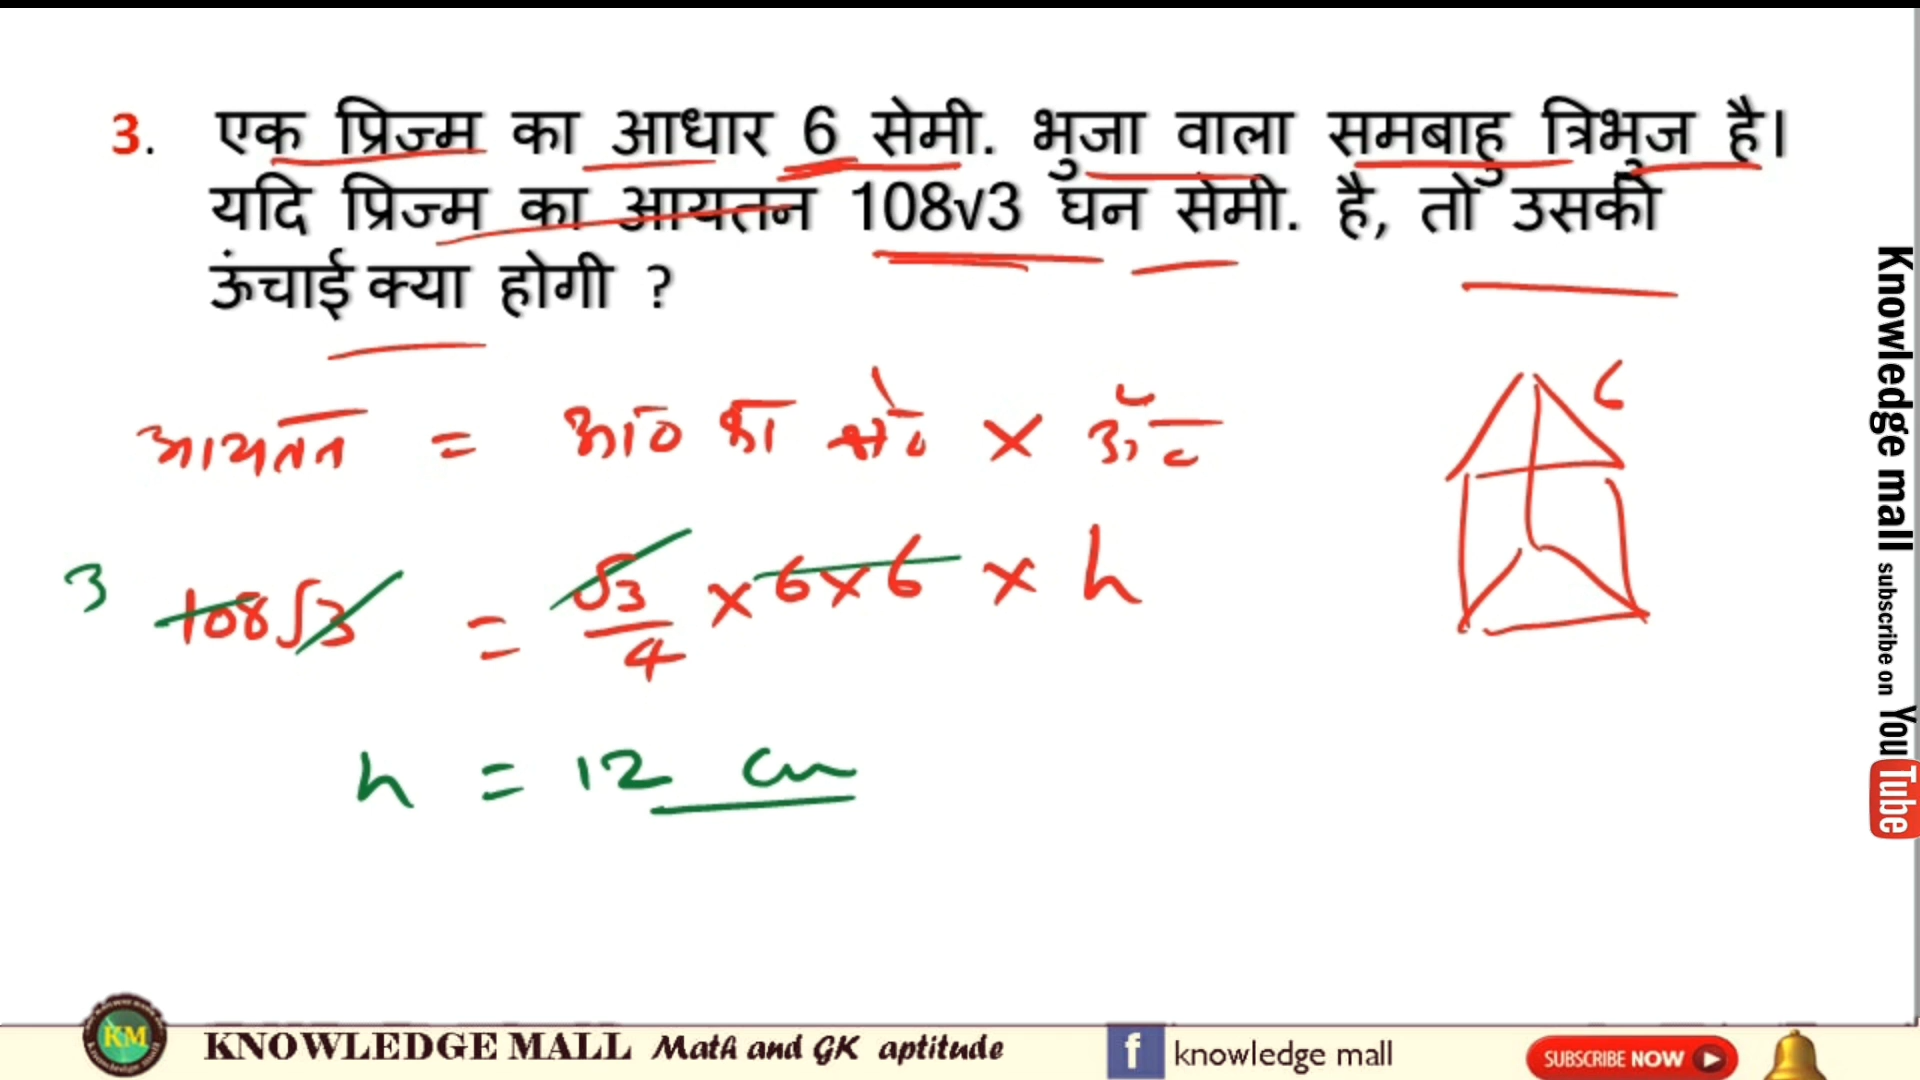 3. एक प्रिज्म का आधार 6 सेमी. भुजा वाला समबाहु त्रिभुज है।
यदि प्रिज्म का आयतन 108√3 घन सेमी. है, तो उसकी
ऊंचाई क्या होगी ?
आयतन = आ० का क्षे० × ऊं०
6
3 108√3 = √3/4 × 6 × 6 × h
h = 12 cm
Knowledge mall subscribe on YouTube
KM
KNOWLEDGE MALL Math and GK aptitude
f knowledge mall
SUBSCRIBE NOW